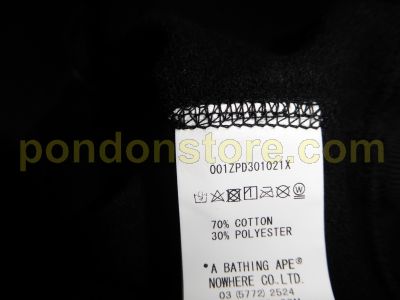 pondonstore.com
001ZPD301021X
70% COTTON
30% POLYESTER
*A BATHING APE®
NOWHERE CO.LTD.
03 (5772) 2524